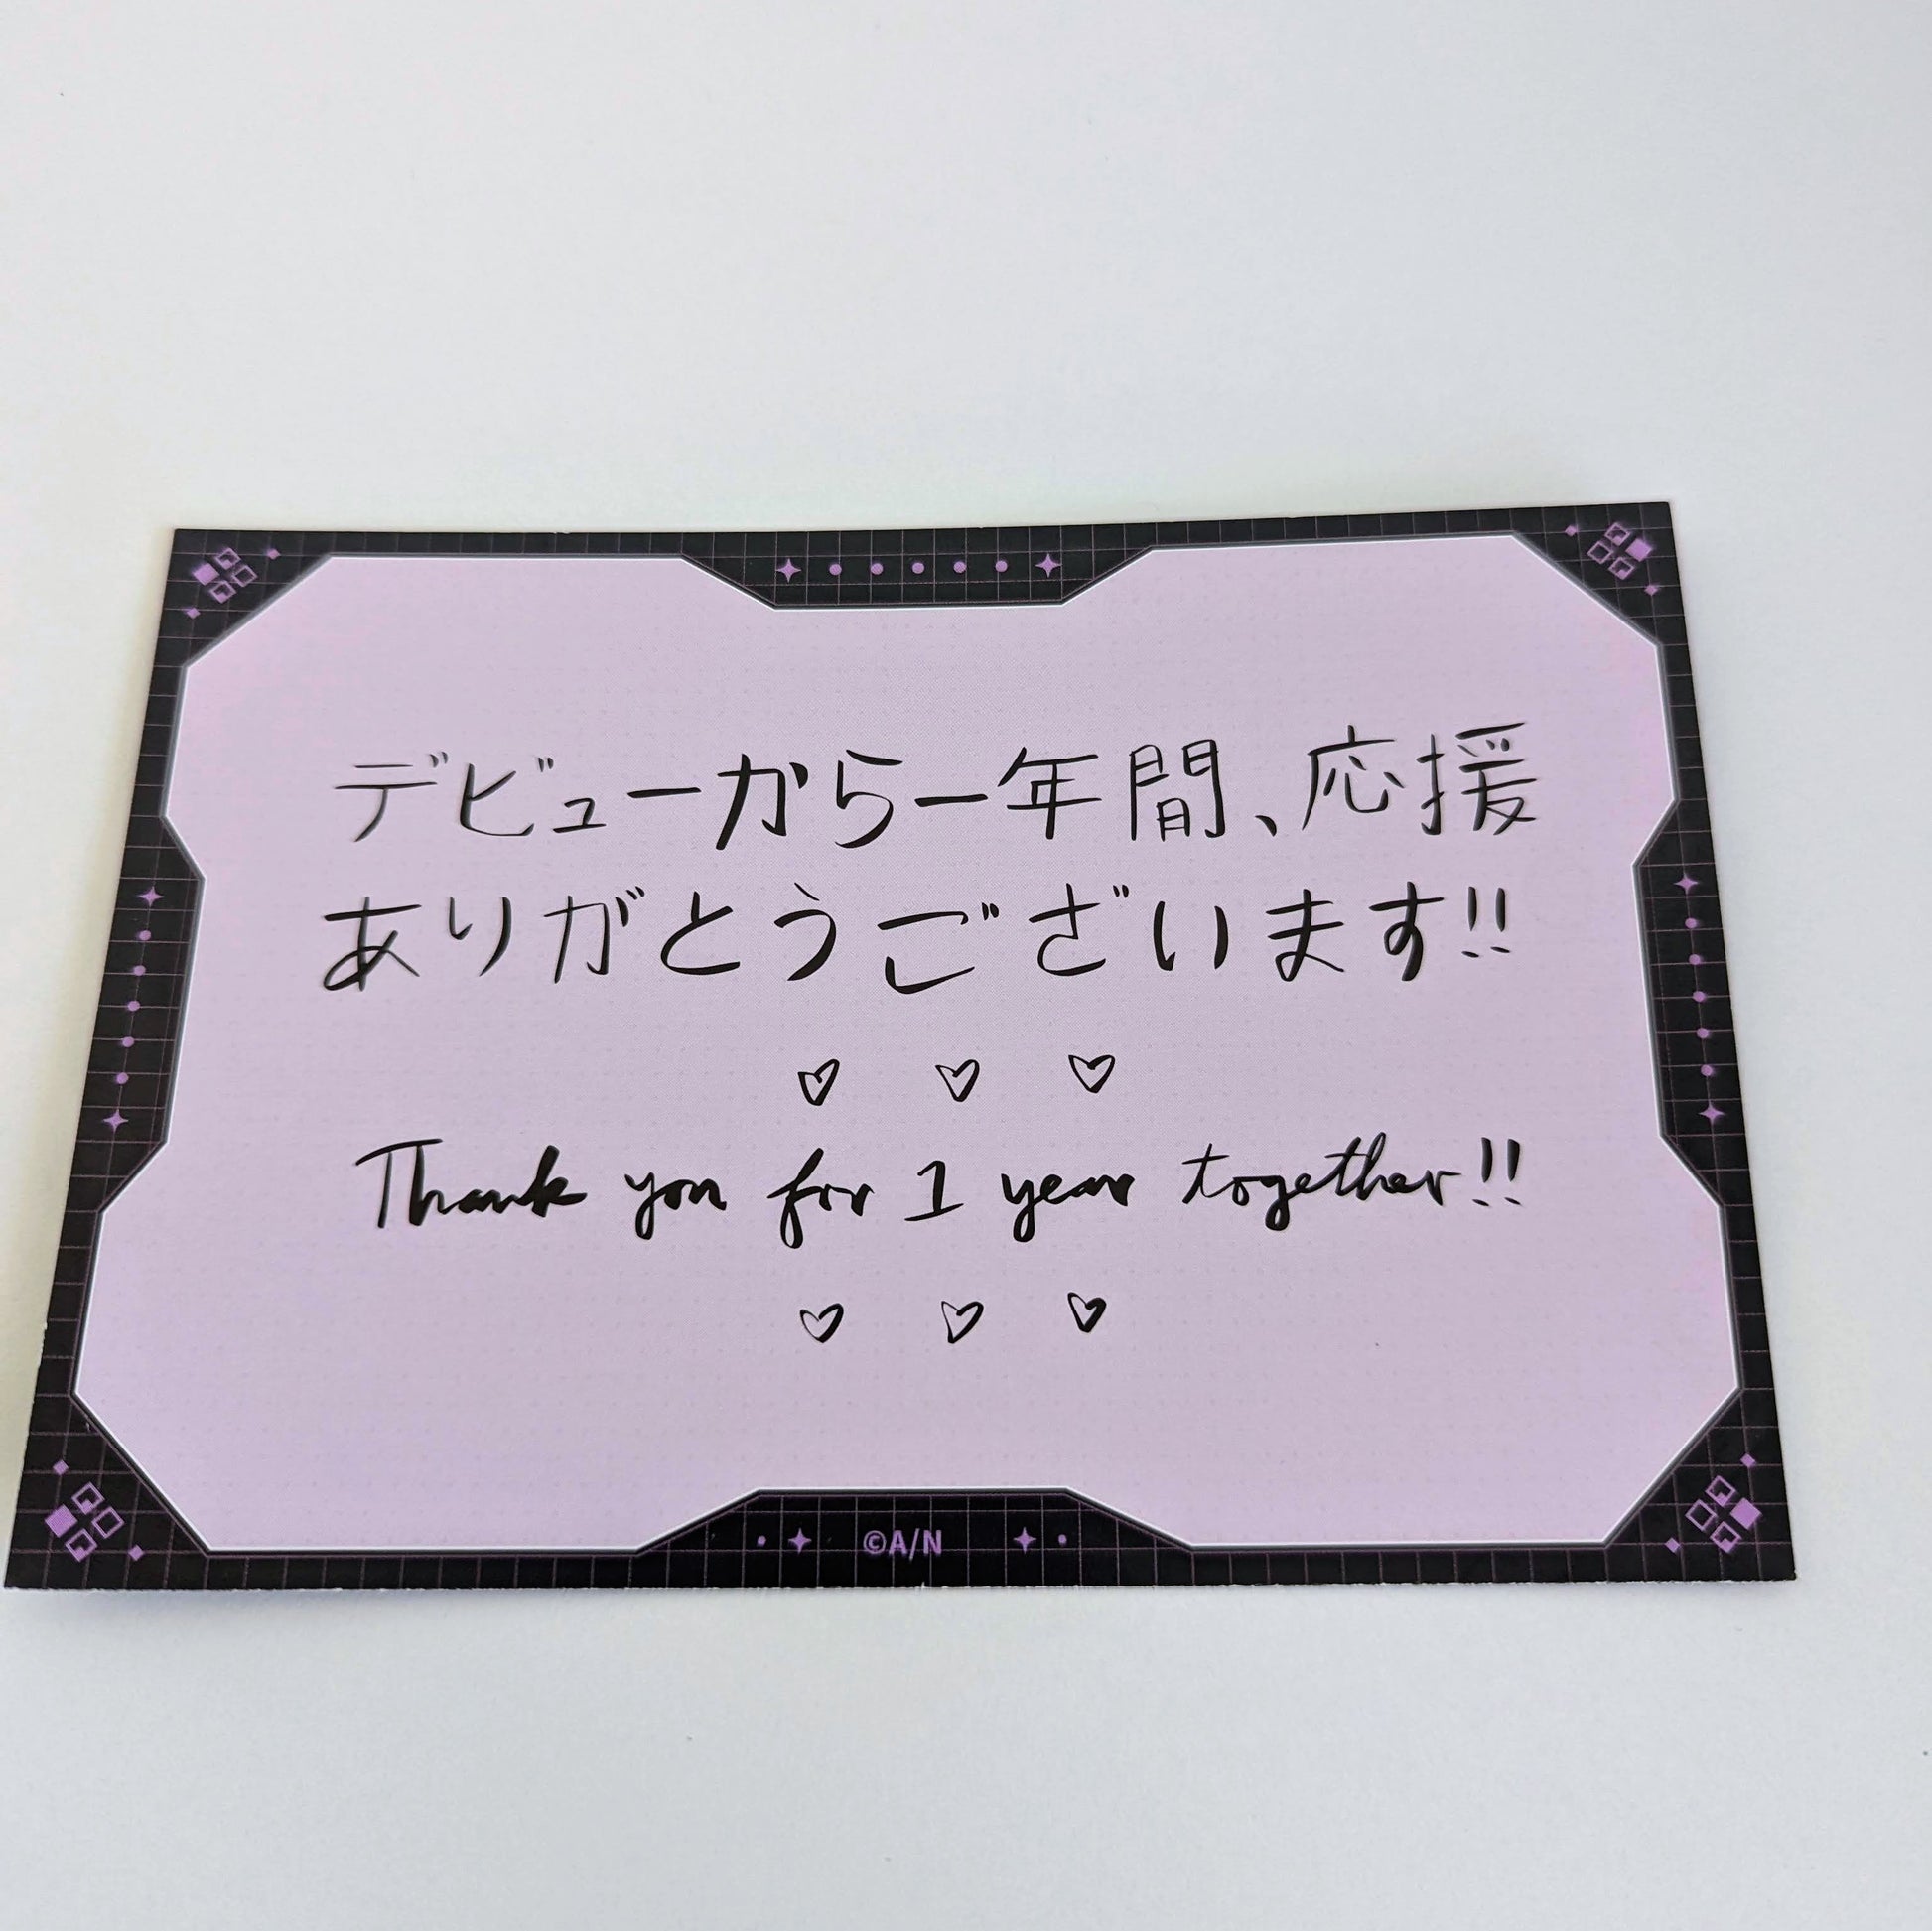 デビューから一年間、応援
ありがとうございます!!
♡ ♡ ♡
Thank you for 1 year together!!
♡ ♡ ♡
©A/N